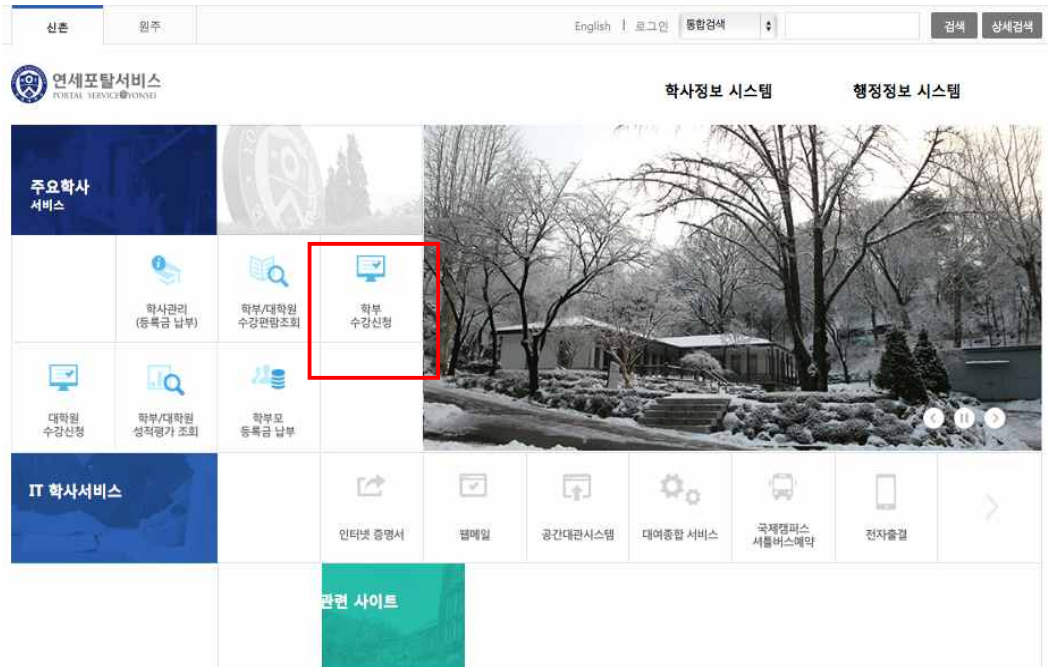 신촌
원주
English | 로그인 통합검색 검색 상세검색
연세포탈서비스
PORTAL SERVICE@YONSEI
학사정보 시스템 행정정보 시스템
주요학사
서비스
학사관리
(등록금 납부)
학부/대학원
수강편람조회
학부
수강신청
대학원
수강신청
학부/대학원
성적평가 조회
학부모
등록금 납부
IT 학사서비스
인터넷 증명서
웹메일
공간대관시스템
대여종합 서비스
국제캠퍼스
셔틀버스예약
전자출결
관련 사이트